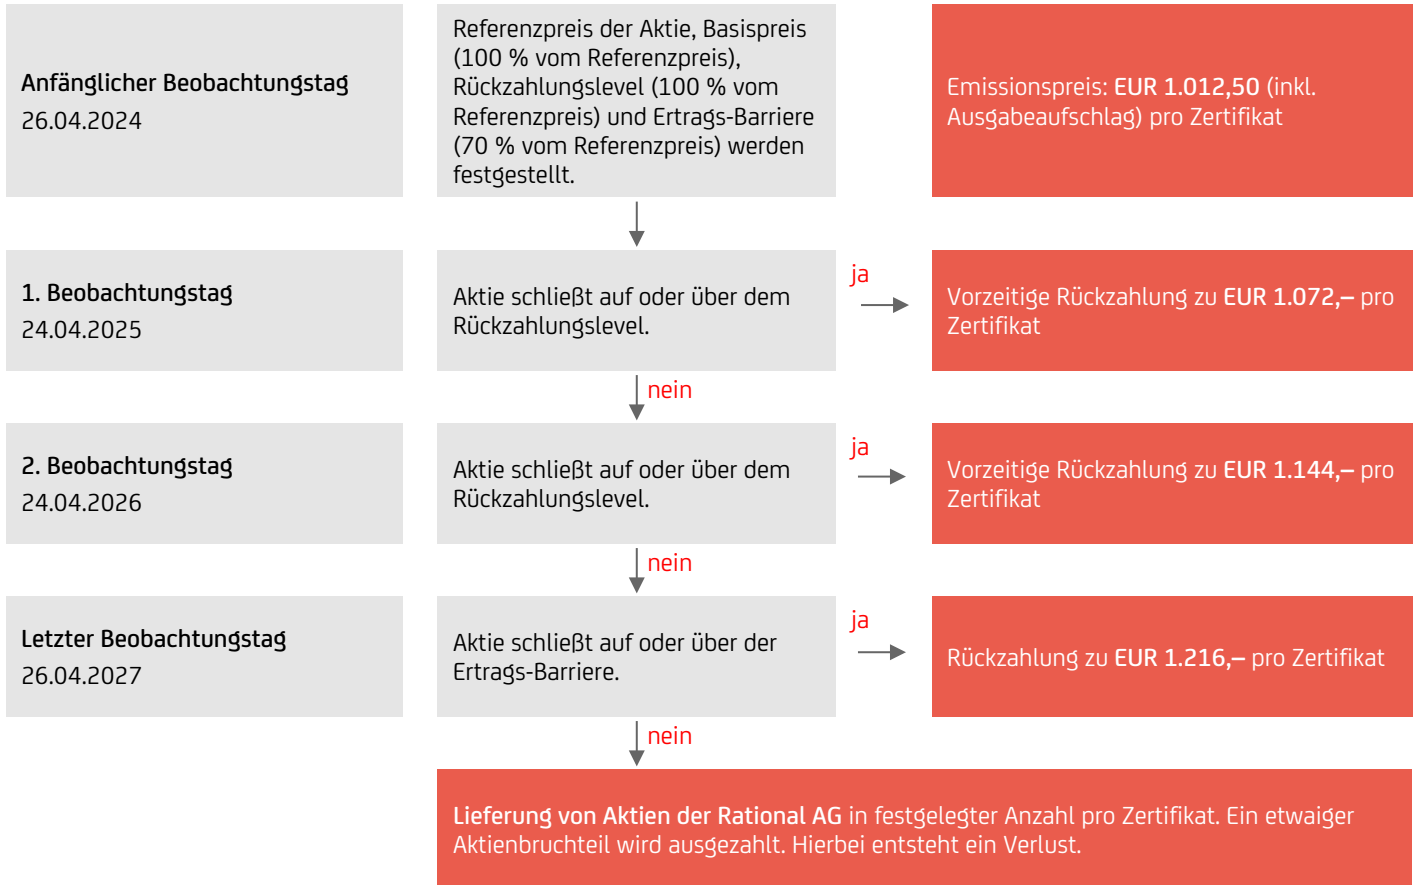 Anfänglicher Beobachtungstag
26.04.2024
Referenzpreis der Aktie, Basispreis
(100 % vom Referenzpreis),
Rückzahlungslevel (100 % vom
Referenzpreis) und Ertrags-Barriere
(70 % vom Referenzpreis) werden
festgestellt.
Emissionspreis: EUR 1.012,50 (inkl.
Ausgabeaufschlag) pro Zertifikat
1. Beobachtungstag
24.04.2025
Aktie schließt auf oder über dem
Rückzahlungslevel.
ja
Vorzeitige Rückzahlung zu EUR 1.072,– pro
Zertifikat
nein
2. Beobachtungstag
24.04.2026
Aktie schließt auf oder über dem
Rückzahlungslevel.
ja
Vorzeitige Rückzahlung zu EUR 1.144,– pro
Zertifikat
nein
Letzter Beobachtungstag
26.04.2027
Aktie schließt auf oder über der
Ertrags-Barriere.
ja
Rückzahlung zu EUR 1.216,– pro Zertifikat
nein
Lieferung von Aktien der Rational AG in festgelegter Anzahl pro Zertifikat. Ein etwaiger
Aktienbruchteil wird ausgezahlt. Hierbei entsteht ein Verlust.